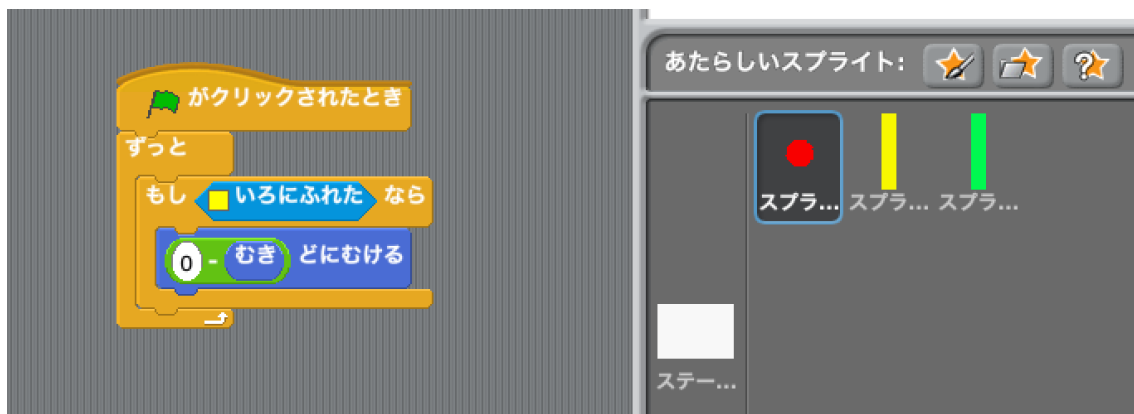 がクリックされたとき
ずっと
もし いろにふれた なら
0 - むき どにむける
あたらしいスプライト:
スプラ... スプラ... スプラ...
ステー...